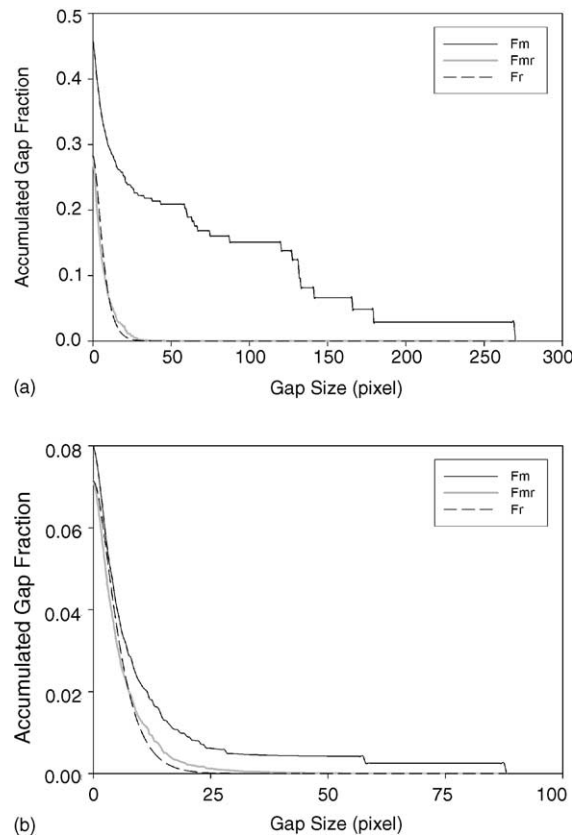 0.5
0.4
0.3
0.2
0.1
0.0
Accumulated Gap Fraction
Fm
Fmr
Fr
0 50 100 150 200 250 300
(a) Gap Size (pixel)
0.08
0.06
0.04
0.02
0.00
Accumulated Gap Fraction
Fm
Fmr
Fr
0 25 50 75 100
(b) Gap Size (pixel)